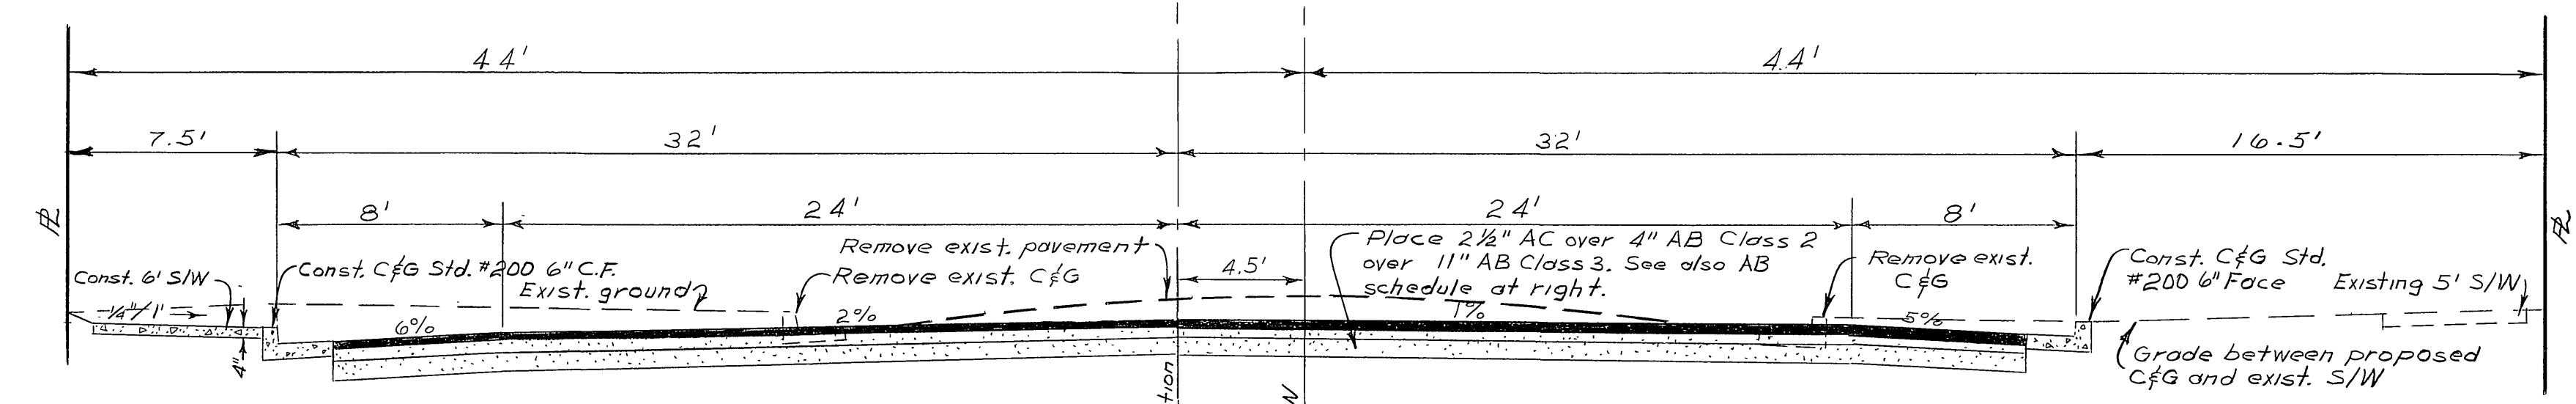 44'
44'
7.5'
32'
32'
16.5'
8'
24'
24'
8'
PL
PL
Const. 6' S/W
1/4"/1'
4"
Const. C&G Std. #200 6" C.F.
Exist. ground
6%
Remove exist. pavement
Remove exist. C&G
2%
4.5'
Place 2½" AC over 4" AB Class 2
over 11" AB Class 3. See also AB
schedule at right.
1%
Remove exist.
C&G
5%
Const. C&G Std.
#200 6" Face
Existing 5' S/W
Grade between proposed
C&G and exist. S/W